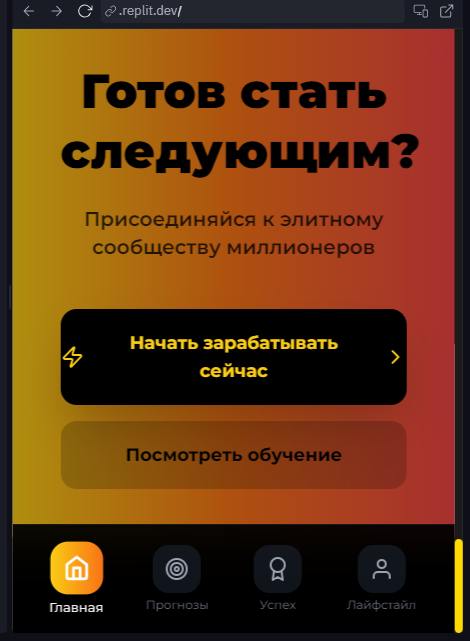 .replit.dev/
Готов стать
следующим?
Присоединяйся к элитному
сообществу миллионеров
Начать зарабатывать
сейчас
Посмотреть обучение
Главная
Прогнозы
Успех
Лайфстайл